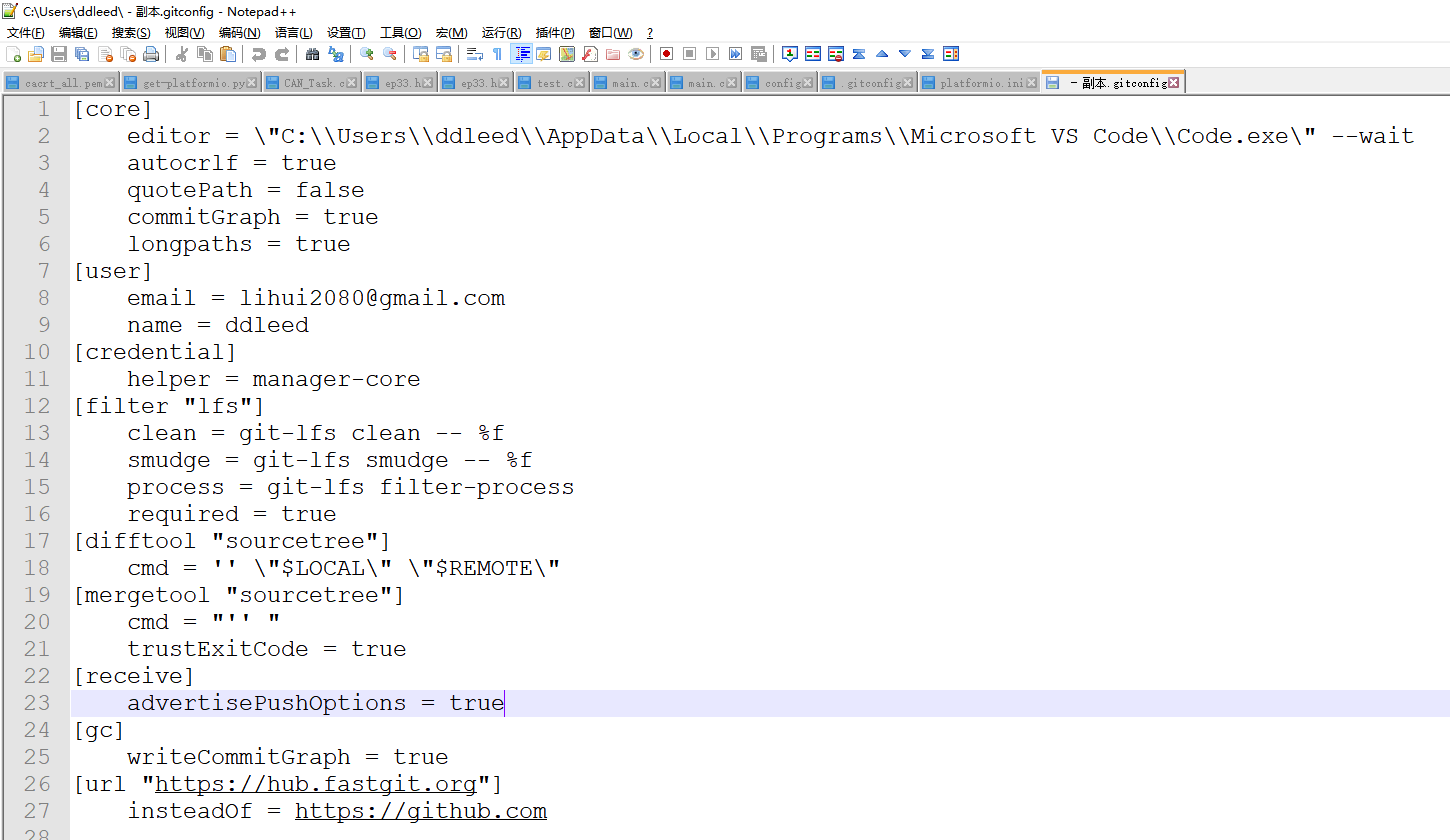 C:\Users\ddleed\ - 副本.gitconfig - Notepad++
文件(F) 编辑(E) 搜索(S) 视图(V) 编码(N) 语言(L) 设置(T) 工具(O) 宏(M) 运行(R) 插件(P) 窗口(W) ?
cacrt_all.pem get-platformio.py CAN_Task.c ep33.h ep33.h test.c main.c main.c config .gitconfig platformio.ini - 副本.gitconfig
1 [core]
2 editor = \"C:\\Users\\ddleed\\AppData\\Local\\Programs\\Microsoft VS Code\\Code.exe\" --wait
3 autocrlf = true
4 quotePath = false
5 commitGraph = true
6 longpaths = true
7 [user]
8 email = lihui2080@gmail.com
9 name = ddleed
10 [credential]
11 helper = manager-core
12 [filter "lfs"]
13 clean = git-lfs clean -- %f
14 smudge = git-lfs smudge -- %f
15 process = git-lfs filter-process
16 required = true
17 [difftool "sourcetree"]
18 cmd = '' \"$LOCAL\" \"$REMOTE\"
19 [mergetool "sourcetree"]
20 cmd = "'' "
21 trustExitCode = true
22 [receive]
23 advertisePushOptions = true
24 [gc]
25 writeCommitGraph = true
26 [url "https://hub.fastgit.org"]
27 insteadOf = https://github.com
28